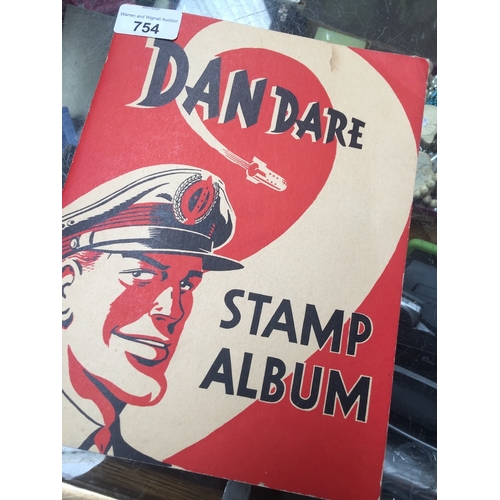 Warren and Wignall Auction
754
DAN DARE
STAMP
ALBUM